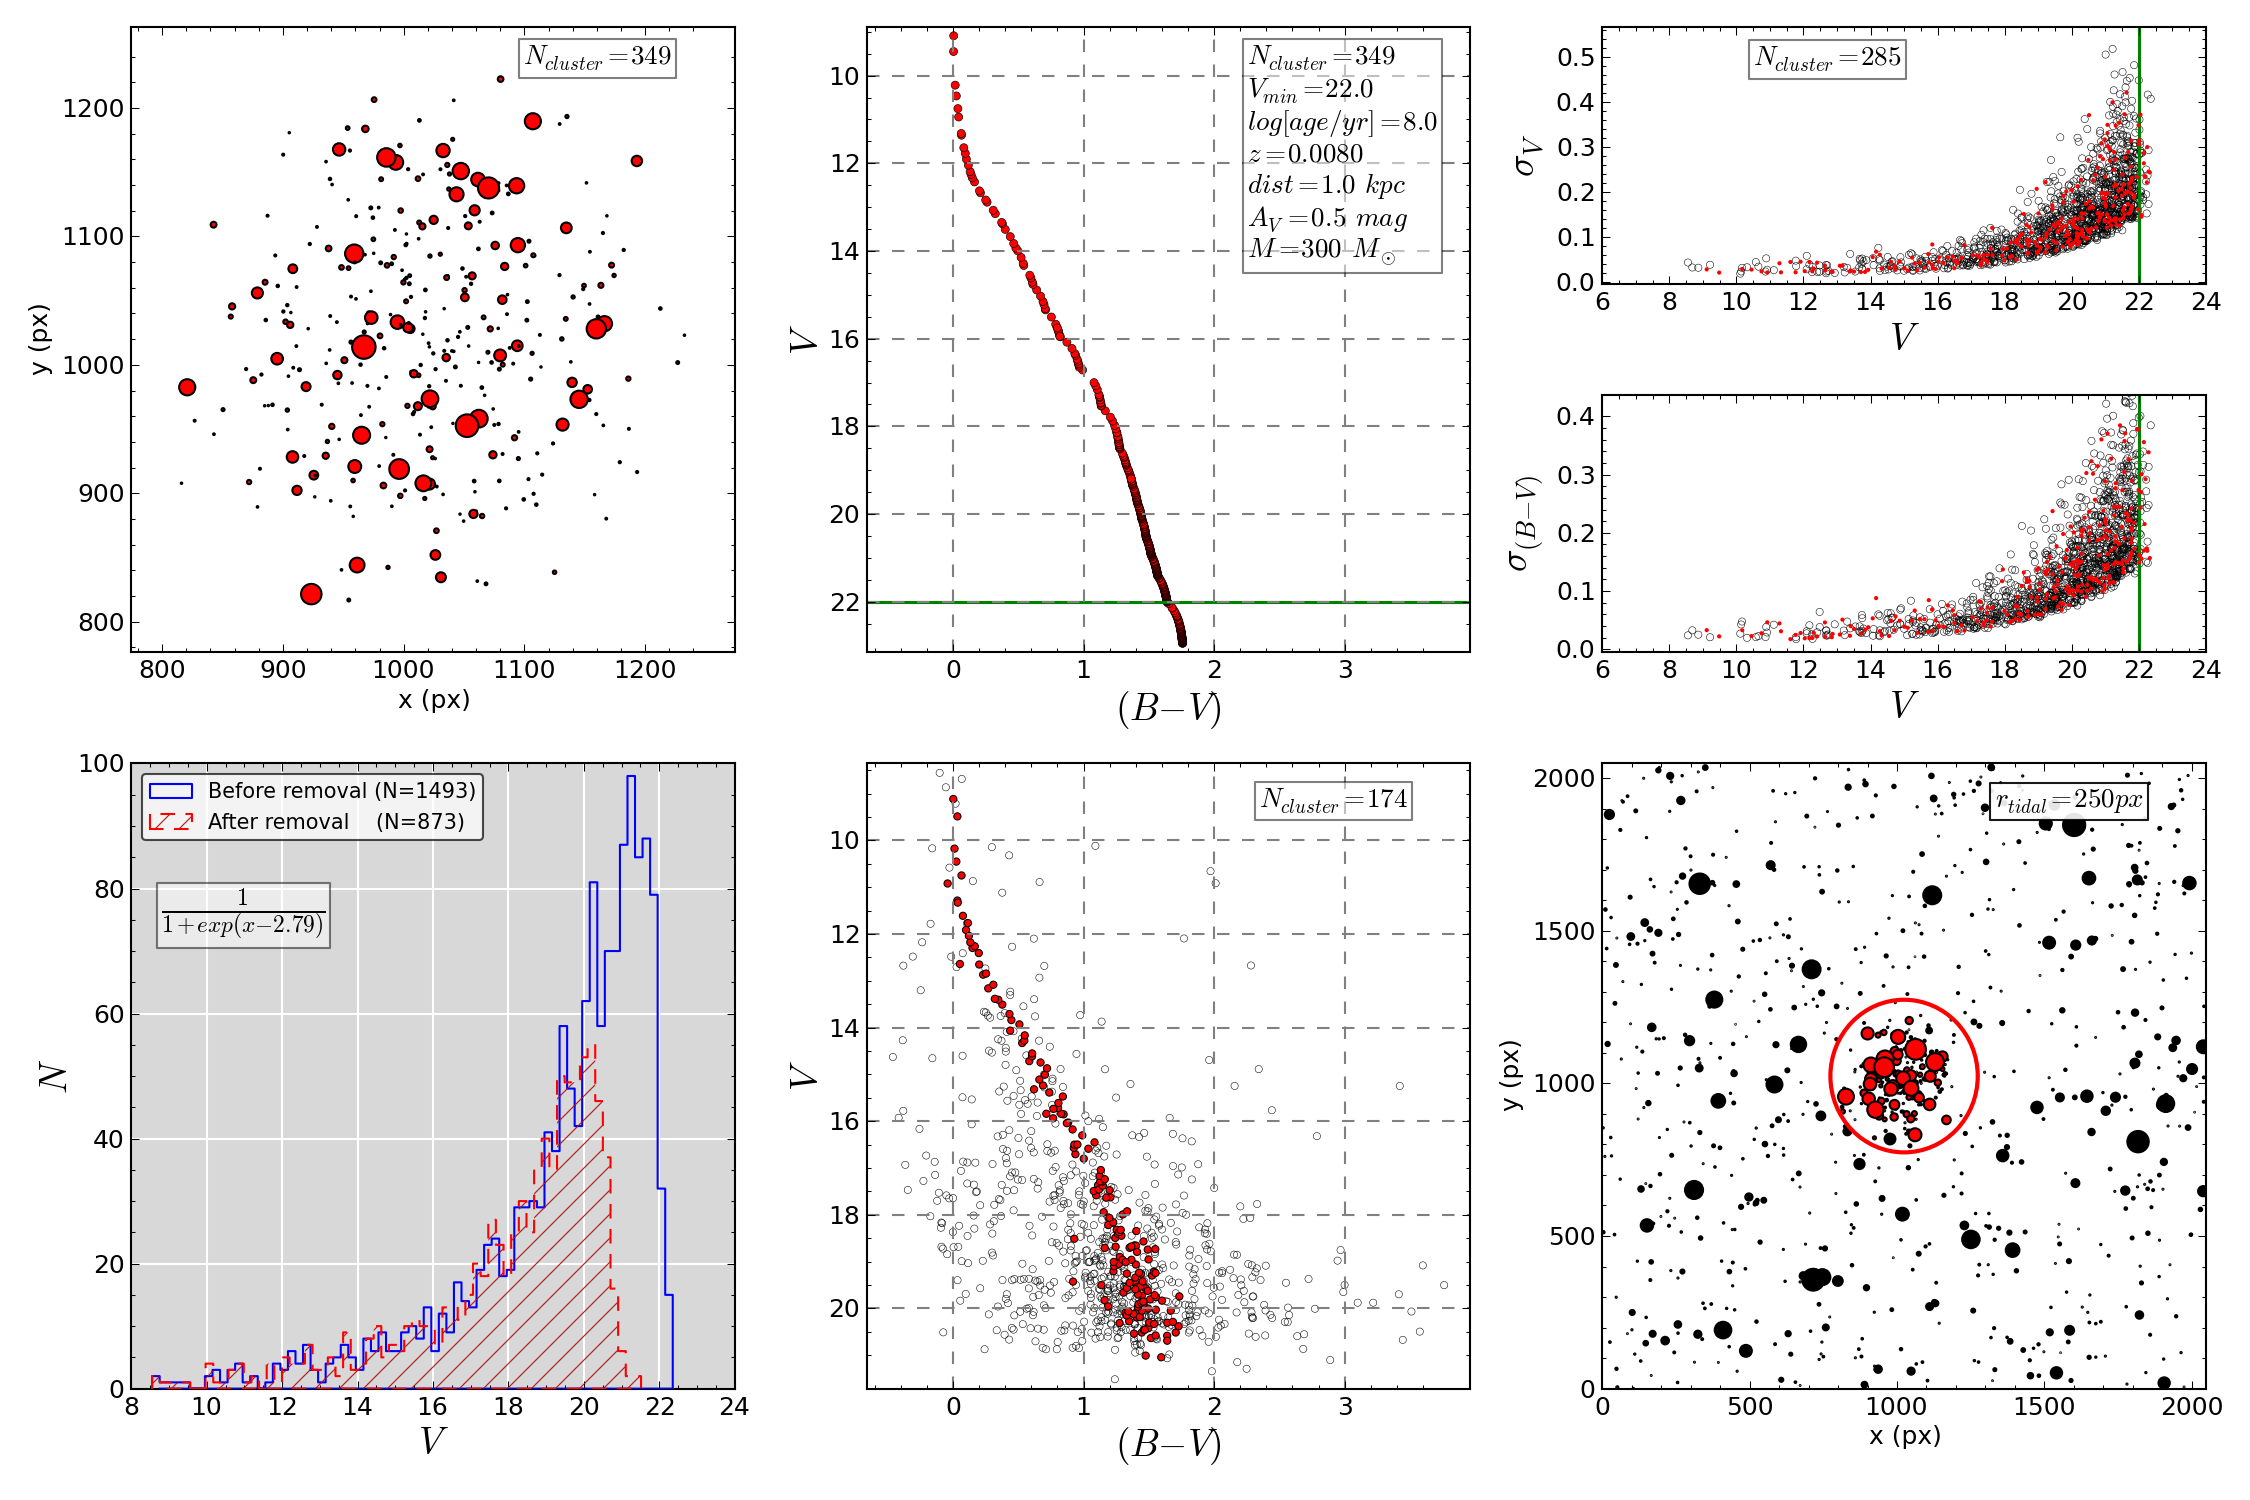 N_cluster=349
1200
1100
1000
900
800
y (px)
800 900 1000 1100 1200
x (px)
N_cluster=349
V_min=22.0
log[age/yr]=8.0
z=0.0080
dist=1.0 kpc
A_V=0.5 mag
M=300 M_⊙
10
12
14
16
18
20
22
V
0 1 2 3
(B−V)
N_cluster=285
0.5
0.4
0.3
0.2
0.1
0.0
σ_V
6 8 10 12 14 16 18 20 22 24
V
0.4
0.3
0.2
0.1
0.0
σ_(B−V)
6 8 10 12 14 16 18 20 22 24
V
100
80
60
40
20
0
N
Before removal (N=1493)
After removal (N=873)
1
1+exp(x−2.79)
8 10 12 14 16 18 20 22 24
V
N_cluster=174
10
12
14
16
18
20
V
0 1 2 3
(B−V)
r_tidal=250px
2000
1500
1000
500
0
y (px)
0 500 1000 1500 2000
x (px)